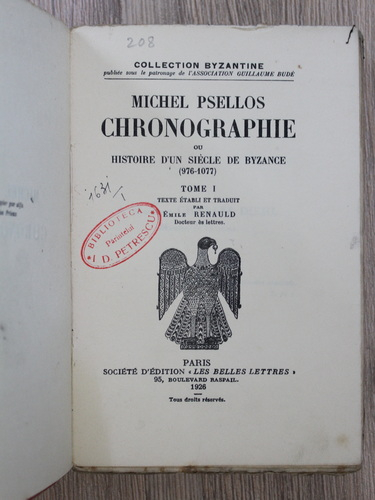 208
COLLECTION BYZANTINE
publiée sous le patronage de l'ASSOCIATION GUILLAUME BUDÉ
MICHEL PSELLOS
CHRONOGRAPHIE
OU
HISTOIRE D'UN SIÈCLE DE BYZANCE
(976-1077)
TOME I
TEXTE ÉTABLI ET TRADUIT
PAR
ÉMILE RENAULD
Docteur ès lettres.
1631/I
BIBLIOTECA
Parintelui
I. D. PETRESCU
PARIS
SOCIÉTÉ D'ÉDITION « LES BELLES LETTRES »
95, BOULEVARD RASPAIL
1926
Tous droits réservés.